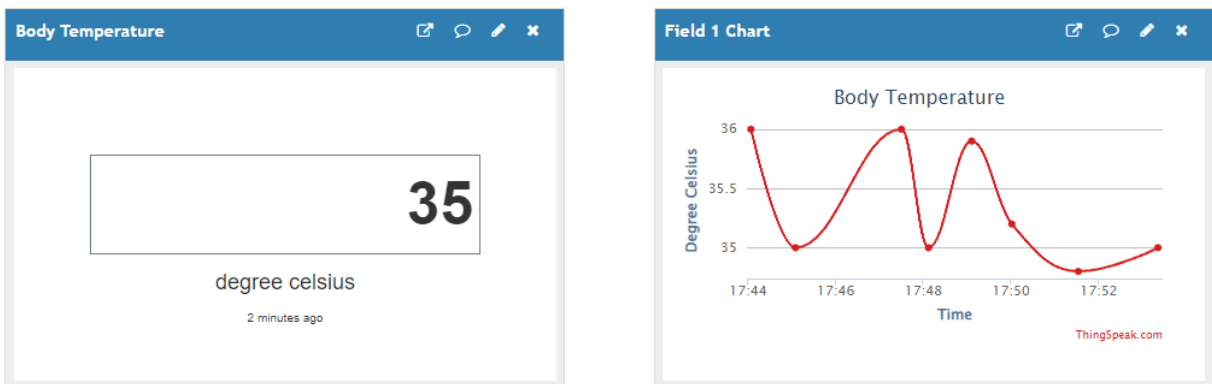 Body Temperature
35
degree celsius
2 minutes ago
Field 1 Chart
Body Temperature
Degree Celsius
36
35.5
35
17:44 17:46 17:48 17:50 17:52
Time
ThingSpeak.com